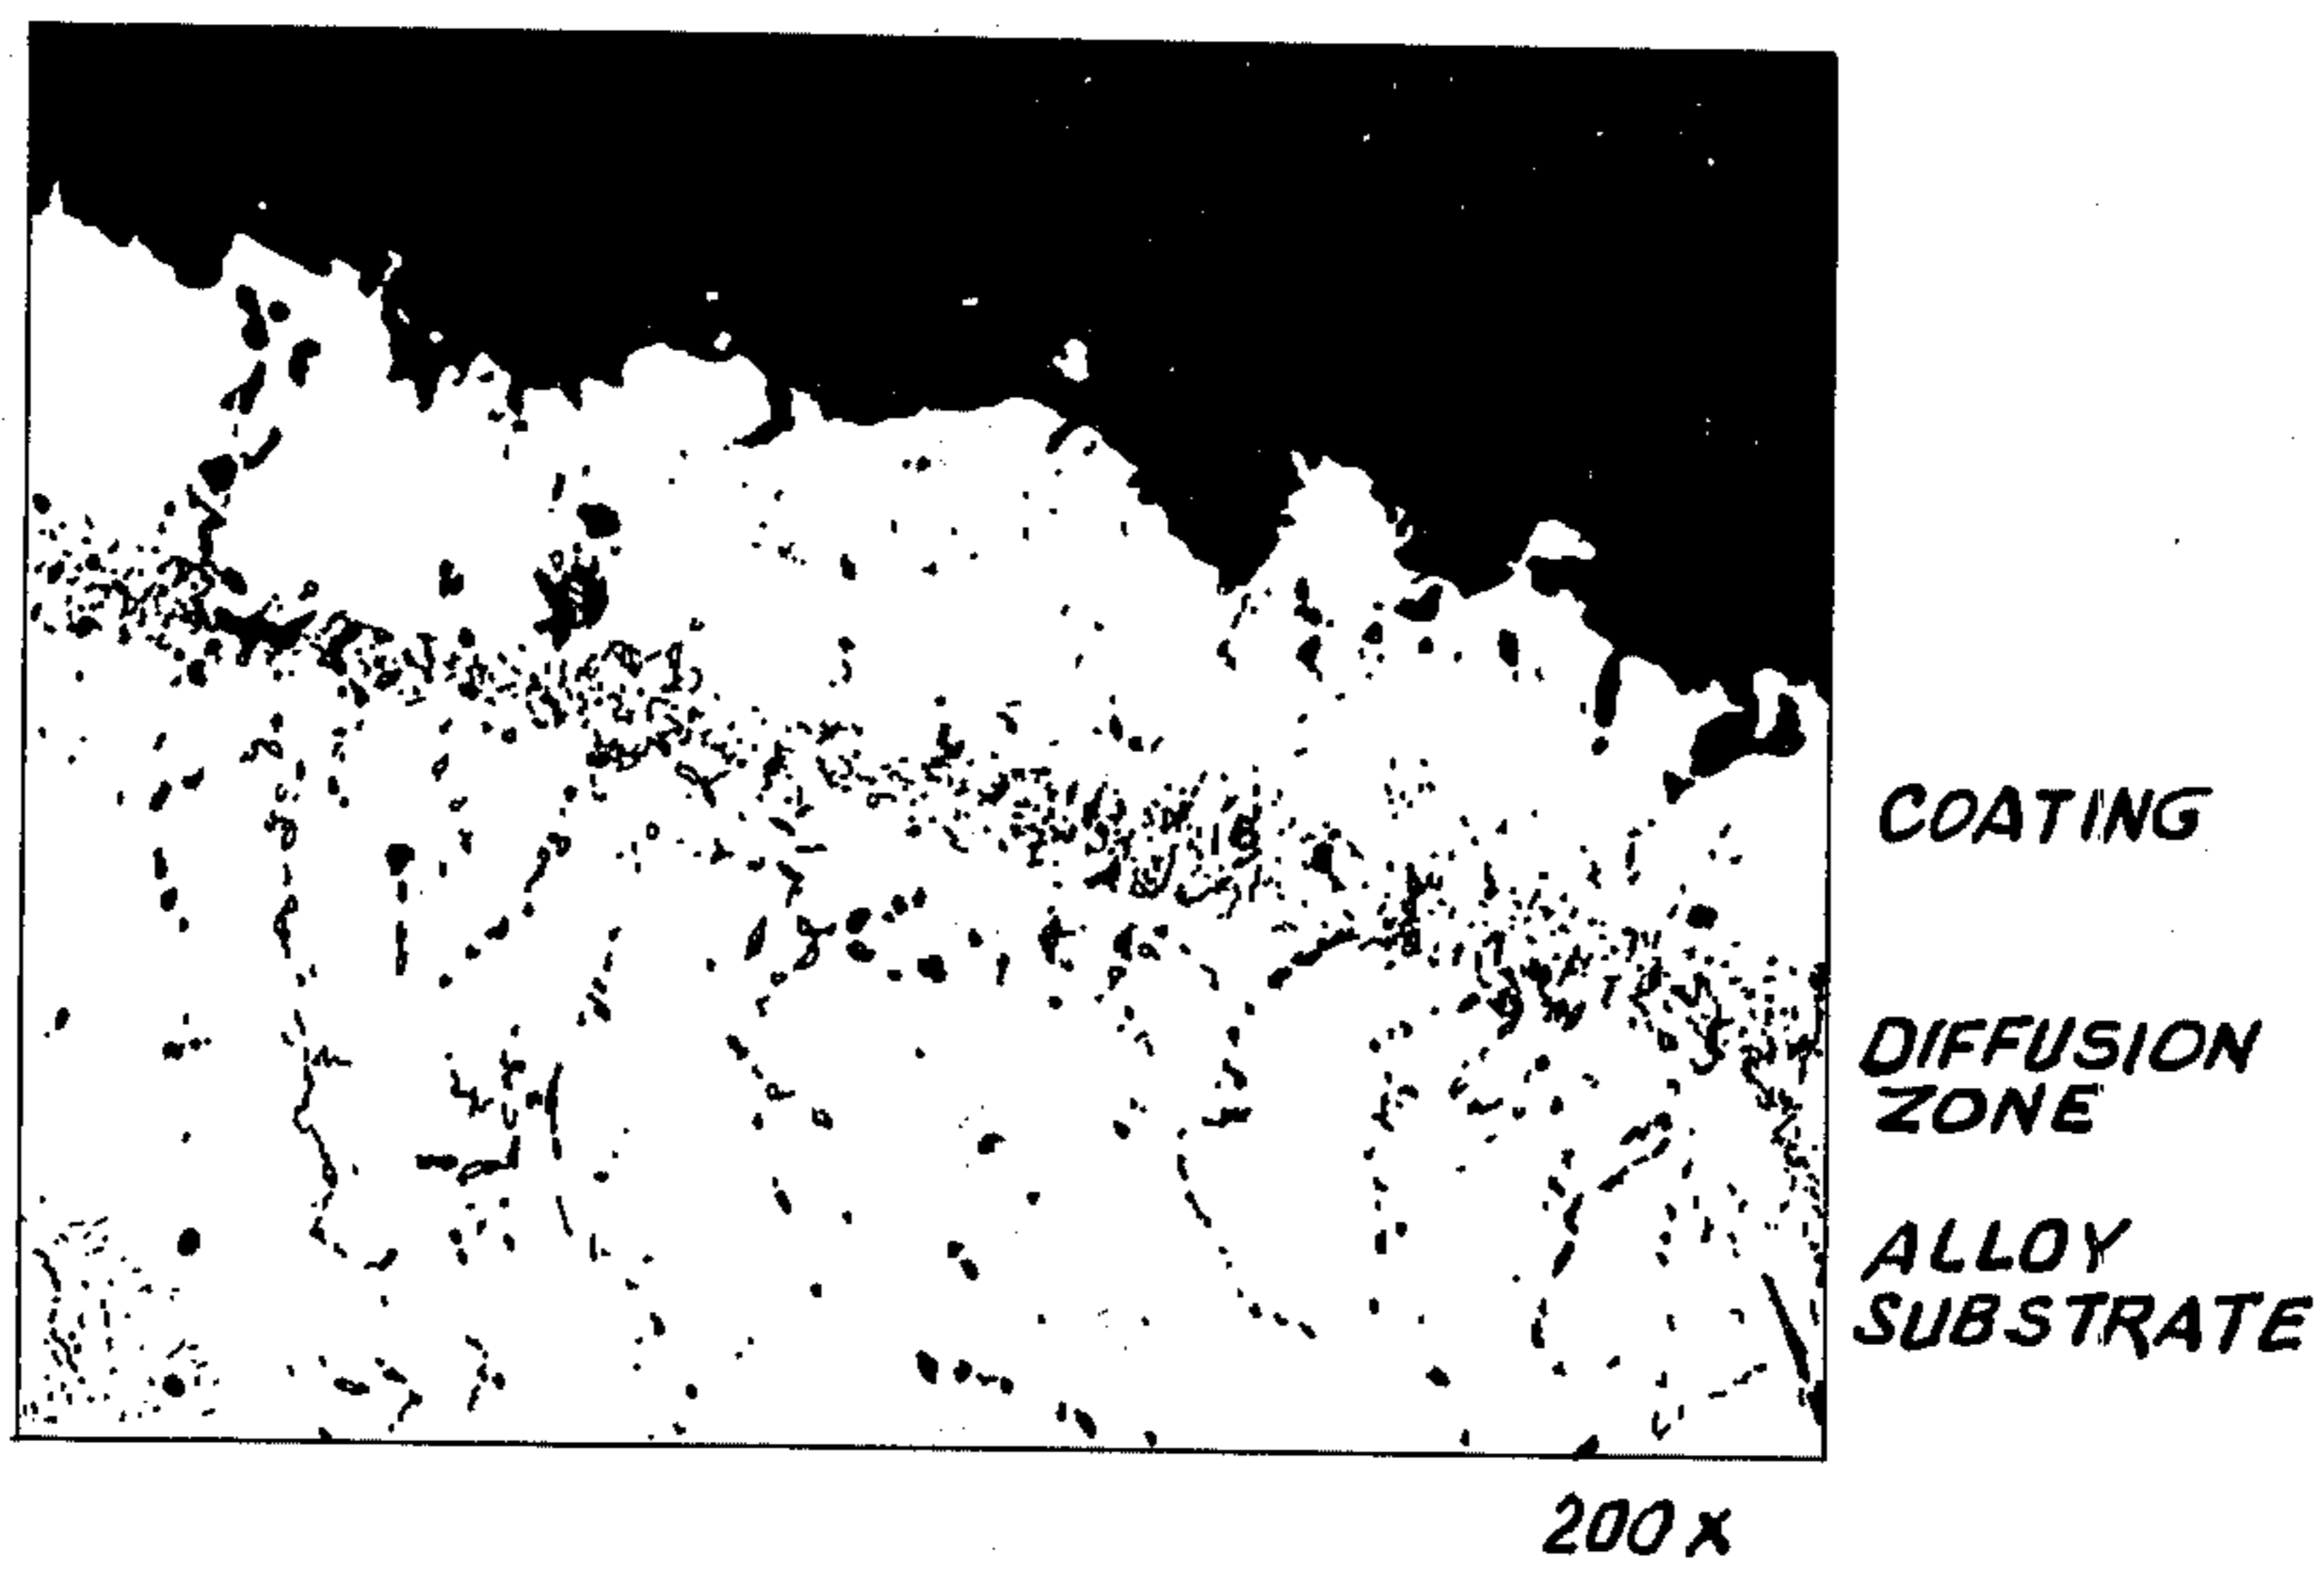 COATING
DIFFUSION
ZONE
ALLOY
SUBSTRATE
200 X